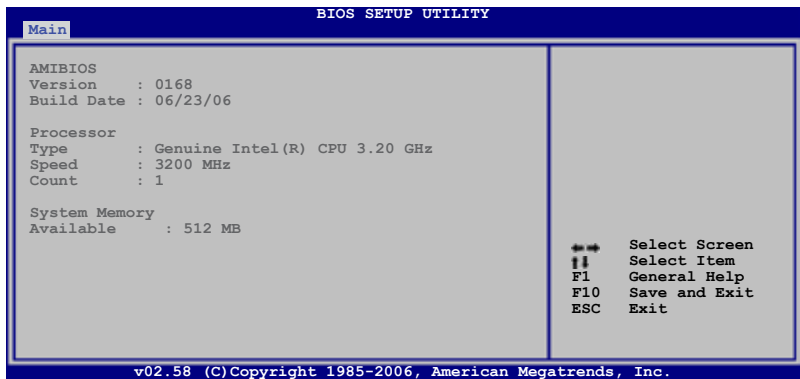 BIOS SETUP UTILITY
Main
AMIBIOS
Version : 0168
Build Date : 06/23/06
Processor
Type : Genuine Intel(R) CPU 3.20 GHz
Speed : 3200 MHz
Count : 1
System Memory
Available : 512 MB
←→ Select Screen
↑↓ Select Item
F1 General Help
F10 Save and Exit
ESC Exit
v02.58 (C)Copyright 1985-2006, American Megatrends, Inc.